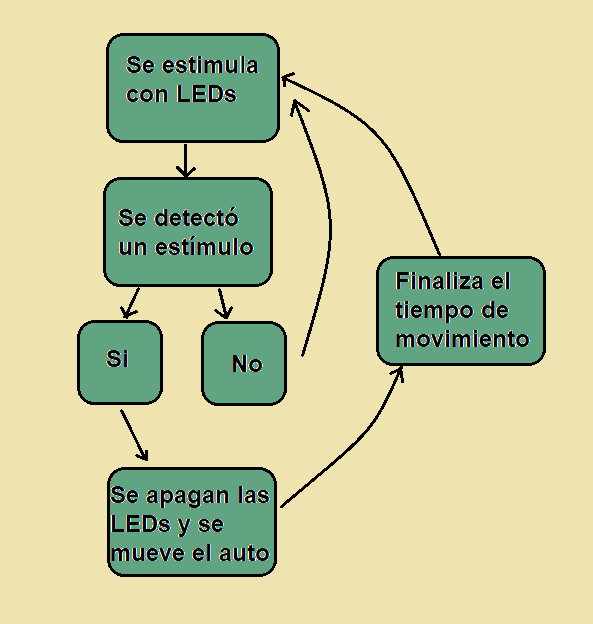 Se estimula
con LEDs
Se detectó
un estímulo
Si
No
Finaliza el
tiempo de
movimiento
Se apagan las
LEDs y se
mueve el auto